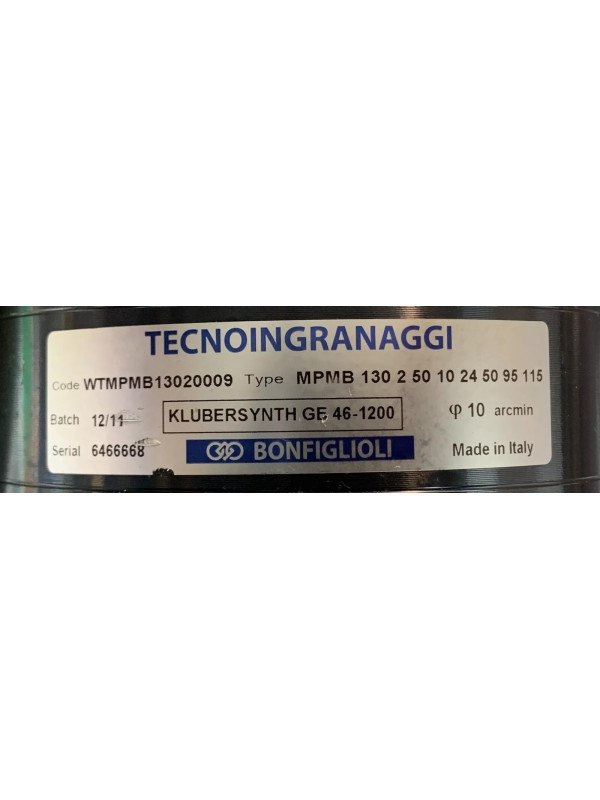 TECNOINGRANAGGI
Code WTMPMB13020009 Type MPMB 130 2 50 10 24 50 95 115
Batch 12/11 KLUBERSYNTH GE 46-1200 φ 10 arcmin
Serial 6466668 BONFIGLIOLI Made in Italy